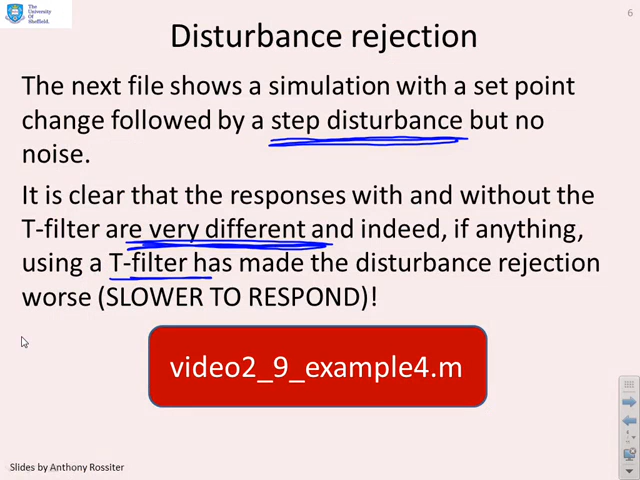 The
University
Of
Sheffield.
6
Disturbance rejection
The next file shows a simulation with a set point
change followed by a step disturbance but no
noise.
It is clear that the responses with and without the
T-filter are very different and indeed, if anything,
using a T-filter has made the disturbance rejection
worse (SLOWER TO RESPOND)!
video2_9_example4.m
Slides by Anthony Rossiter